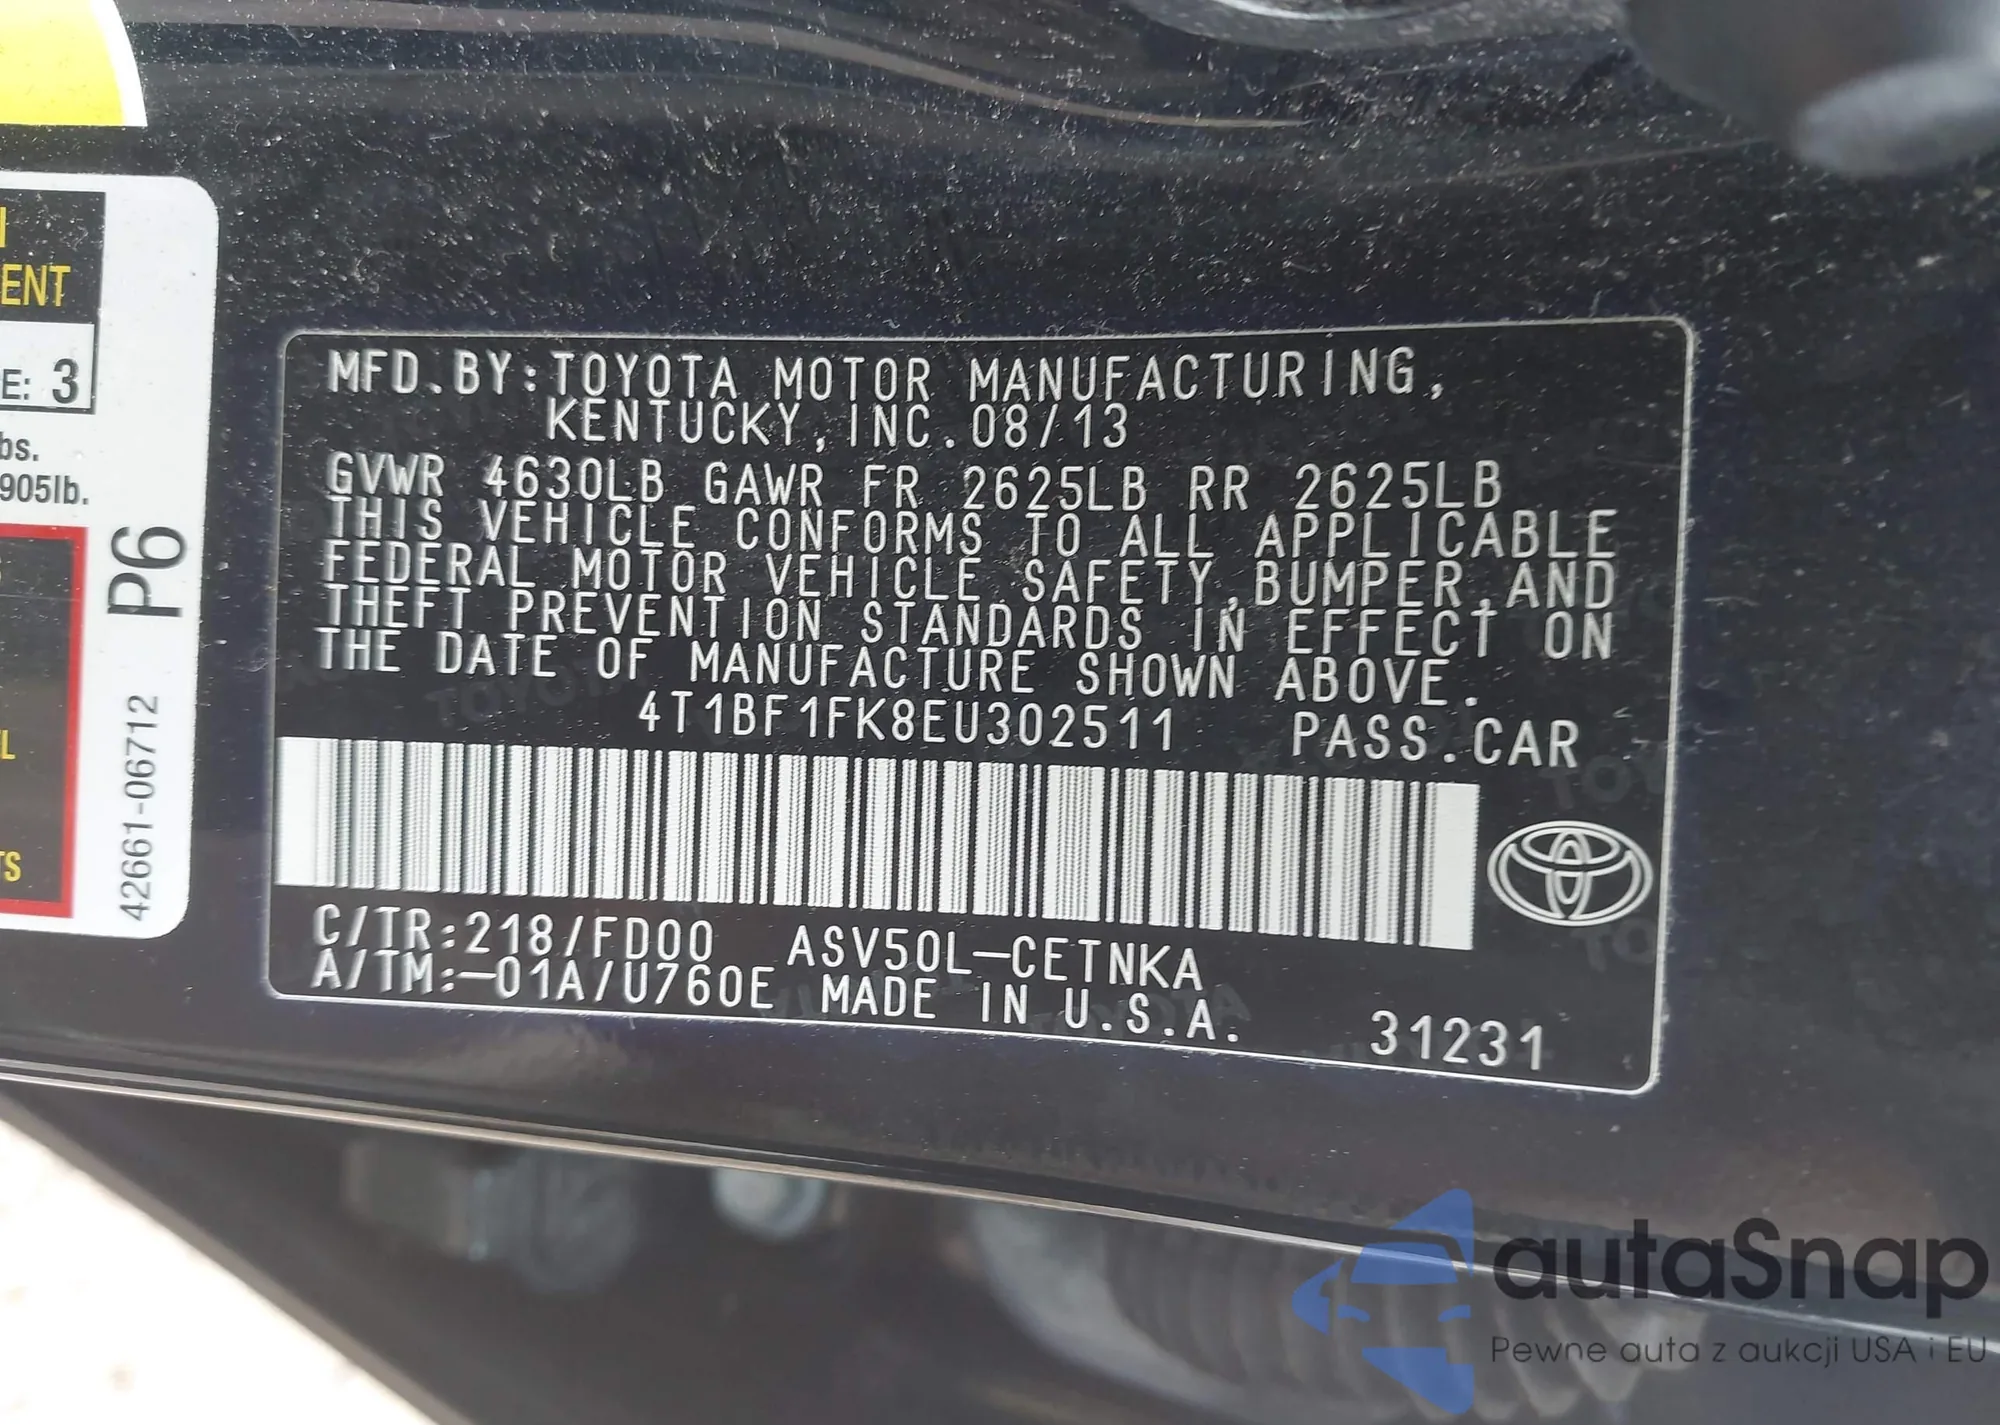 ENT
E: 3
bs.
905lb.
P6
42661-06712
L
TS
MFD.BY:TOYOTA MOTOR MANUFACTURING,
KENTUCKY,INC.08/13
GVWR 4630LB GAWR FR 2625LB RR 2625LB
THIS VEHICLE CONFORMS TO ALL APPLICABLE
FEDERAL MOTOR VEHICLE SAFETY,BUMPER,AND
THEFT PREVENTION STANDARDS IN EFFECT ON
THE DATE OF MANUFACTURE SHOWN ABOVE.
4T1BF1FK8EU302511 PASS.CAR
C/TR:218/FD00 ASV50L-CETNKA
A/TM:-01A/U760E MADE IN U.S.A.
31231
autaSnap
Pewne auta z aukcji USA i EU